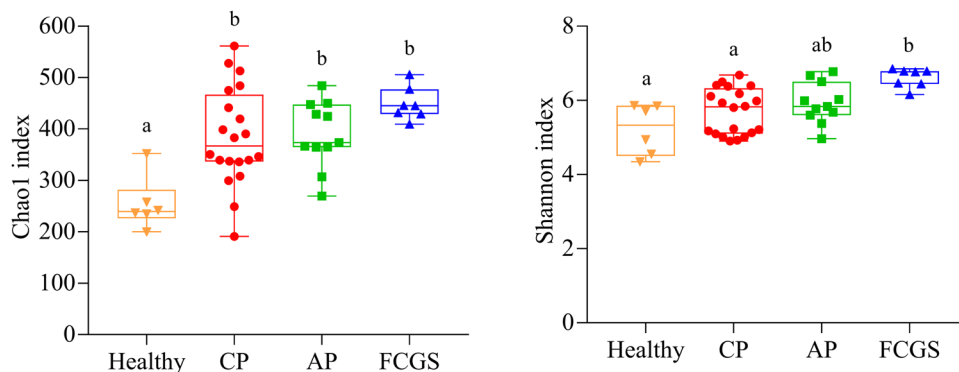 Chao1 index
600
500
400
300
200
100
0
a
b
b
b
Healthy
CP
AP
FCGS
Shannon index
8
6
4
2
0
a
a
ab
b
Healthy
CP
AP
FCGS